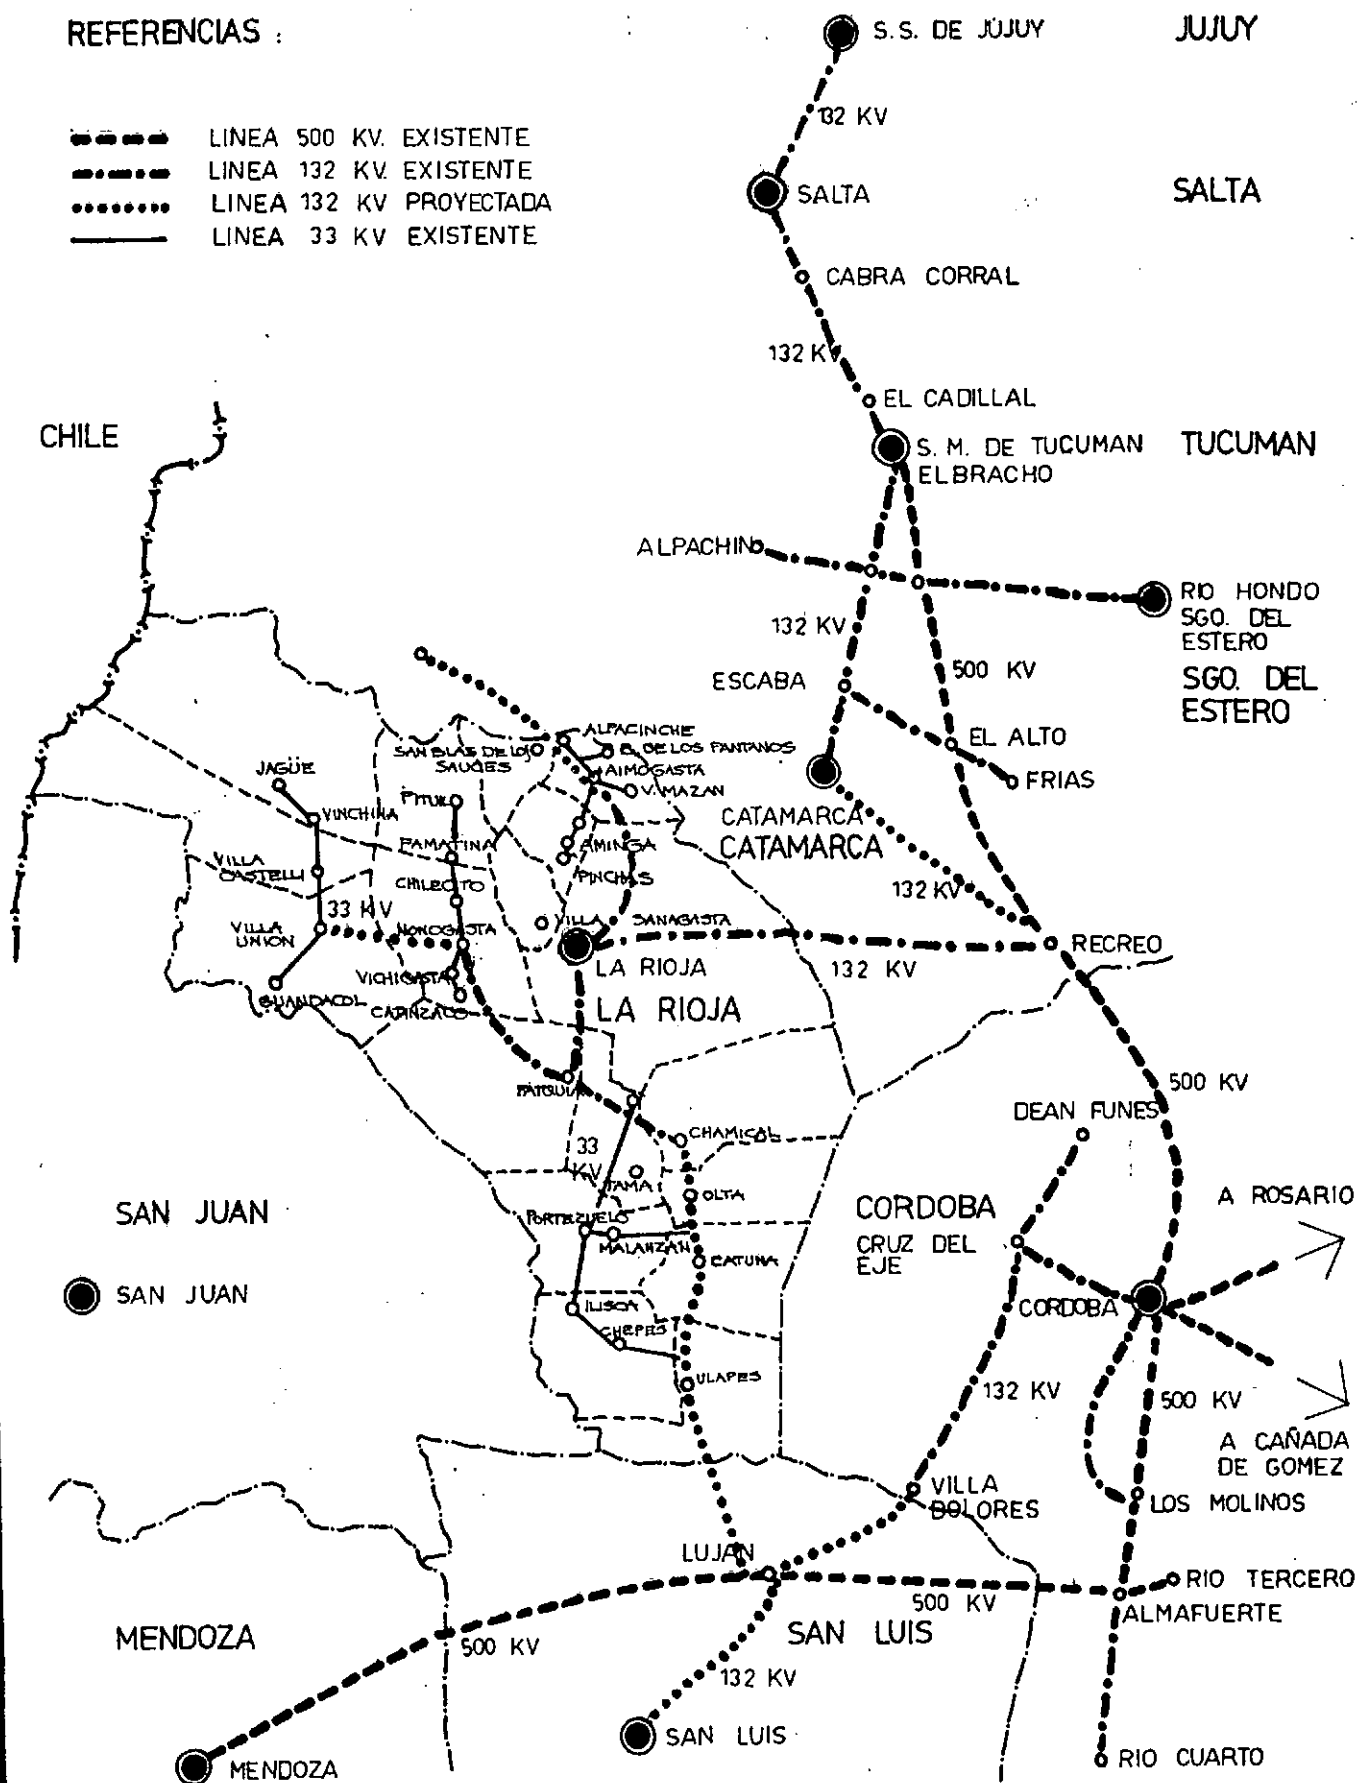 REFERENCIAS :
LINEA 500 KV. EXISTENTE
LINEA 132 KV. EXISTENTE
LINEA 132 KV PROYECTADA
LINEA 33 KV EXISTENTE
S.S. DE JUJUY
JUJUY
132 KV
SALTA
SALTA
CABRA CORRAL
132 KV
EL CADILLAL
CHILE
S. M. DE TUCUMAN
EL BRACHO
TUCUMAN
ALPACHIN
RIO HONDO
SGO. DEL
ESTERO
132 KV
500 KV
ESCABA
SGO. DEL
ESTERO
ALPACINCHE
SAN BLAS DE LOS
SAUCES
B. DE LOS PANTANOS
EL ALTO
JAGÜE
AIMOGASTA
V. MAZAN
FRIAS
PITUIL
VINCHINA
CATAMARCA
CATAMARCA
FAMATINA
AMINGA
VILLA
CASTELLI
PINCHAS
CHILECITO
132 KV
33 KV
VILLA
UNION
NONOGASTA
VILLA SANAGASTA
RECREO
LA RIOJA
132 KV
VICHIGASTA
GUANDACOL
CATINZACO
LA RIOJA
PATQUIA
500 KV
DEAN FUNES
CHAMICAL
33
KV
TAMA
OLTA
A ROSARIO
SAN JUAN
PORTEZUELO
CORDOBA
CRUZ DEL
EJE
MALANZAN
CATUNA
SAN JUAN
ILISCA
CORDOBA
CHEPES
ULAPES
132 KV
500 KV
A CAÑADA
DE GOMEZ
VILLA
DOLORES
LOS MOLINOS
LUJAN
RIO TERCERO
500 KV
ALMAFUERTE
MENDOZA
500 KV
SAN LUIS
132 KV
SAN LUIS
RIO CUARTO
MENDOZA